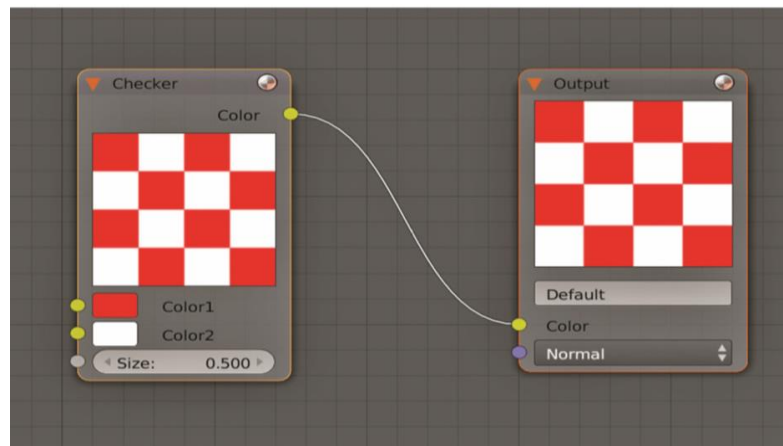 Checker
Color
Color1
Color2
Size: 0.500
Output
Default
Color
Normal